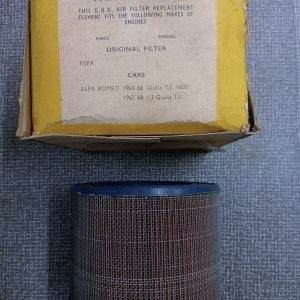 THIS G.U.D. AIR FILTER REPLACEMENT
ELEMENT FITS THE FOLLOWING MAKES OF
ENGINES
MAKE MODEL
ORIGINAL FILTER
CARS
ALFA ROMEO 1963-66 Giulia T.I. 1600
1967-68 1.3 Giulia T.I.